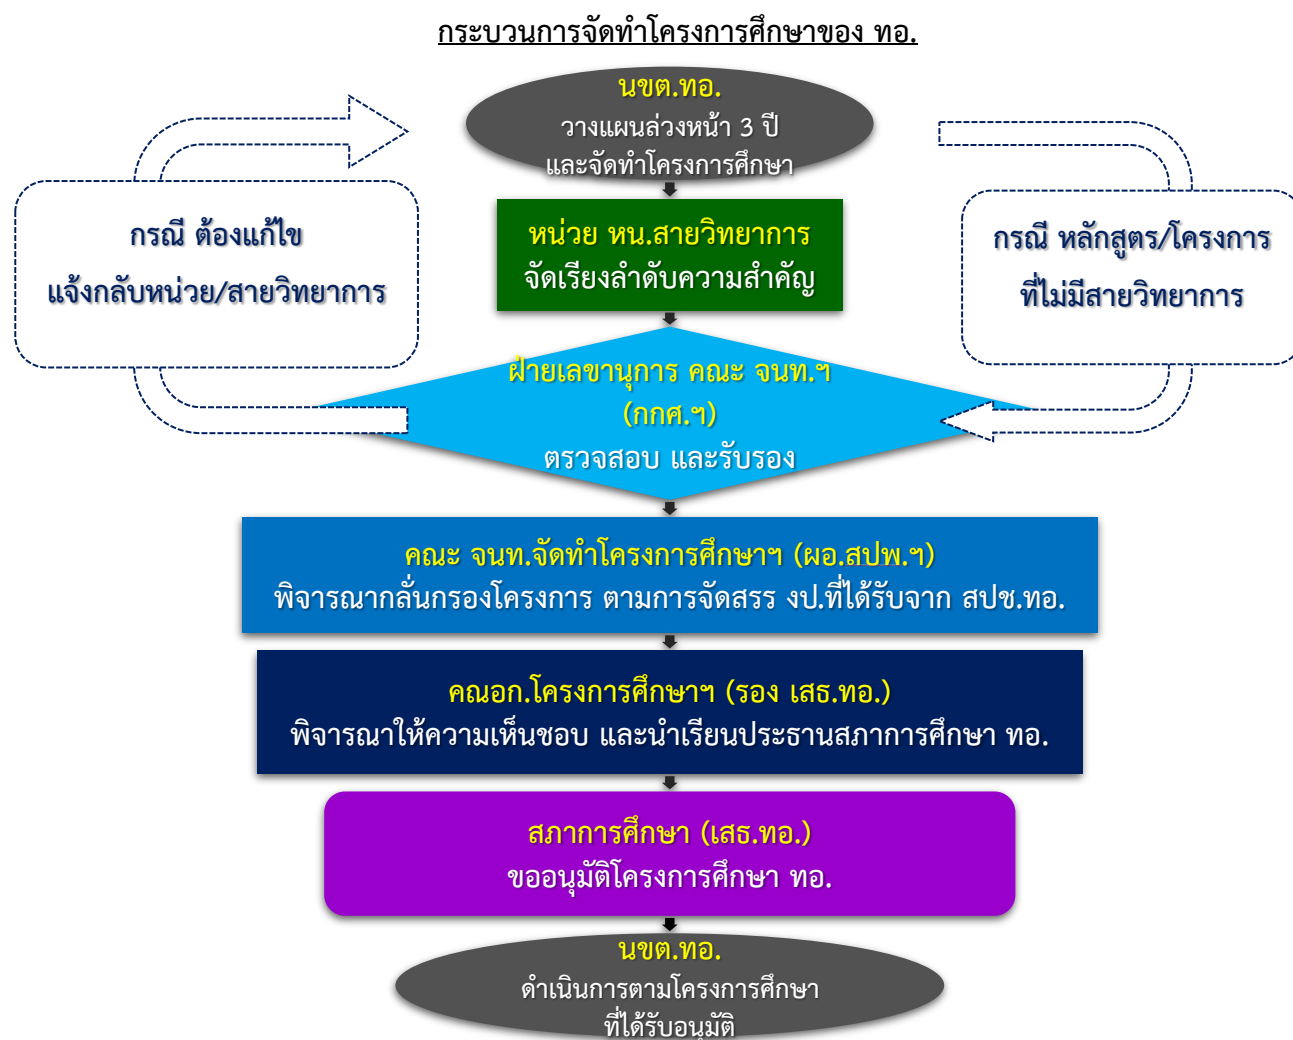 กระบวนการจัดทำโครงการศึกษาของ ทอ.
นขต.ทอ.
วางแผนล่วงหน้า 3 ปี
และจัดทำโครงการศึกษา
หน่วย หน.สายวิทยาการ
จัดเรียงลำดับความสำคัญ
กรณี ต้องแก้ไข
แจ้งกลับหน่วย/สายวิทยาการ
กรณี หลักสูตร/โครงการ
ที่ไม่มีสายวิทยาการ
ฝ่ายเลขานุการ คณะ จนท.ฯ
(กกศ.ฯ)
ตรวจสอบ และรับรอง
คณะ จนท.จัดทำโครงการศึกษาฯ (ผอ.สปพ.ฯ)
พิจารณากลั่นกรองโครงการ ตามการจัดสรร งป.ที่ได้รับจาก สปช.ทอ.
คณอก.โครงการศึกษาฯ (รอง เสธ.ทอ.)
พิจารณาให้ความเห็นชอบ และนำเรียนประธานสภาการศึกษา ทอ.
สภาการศึกษา (เสธ.ทอ.)
ขออนุมัติโครงการศึกษา ทอ.
นขต.ทอ.
ดำเนินการตามโครงการศึกษา
ที่ได้รับอนุมัติ